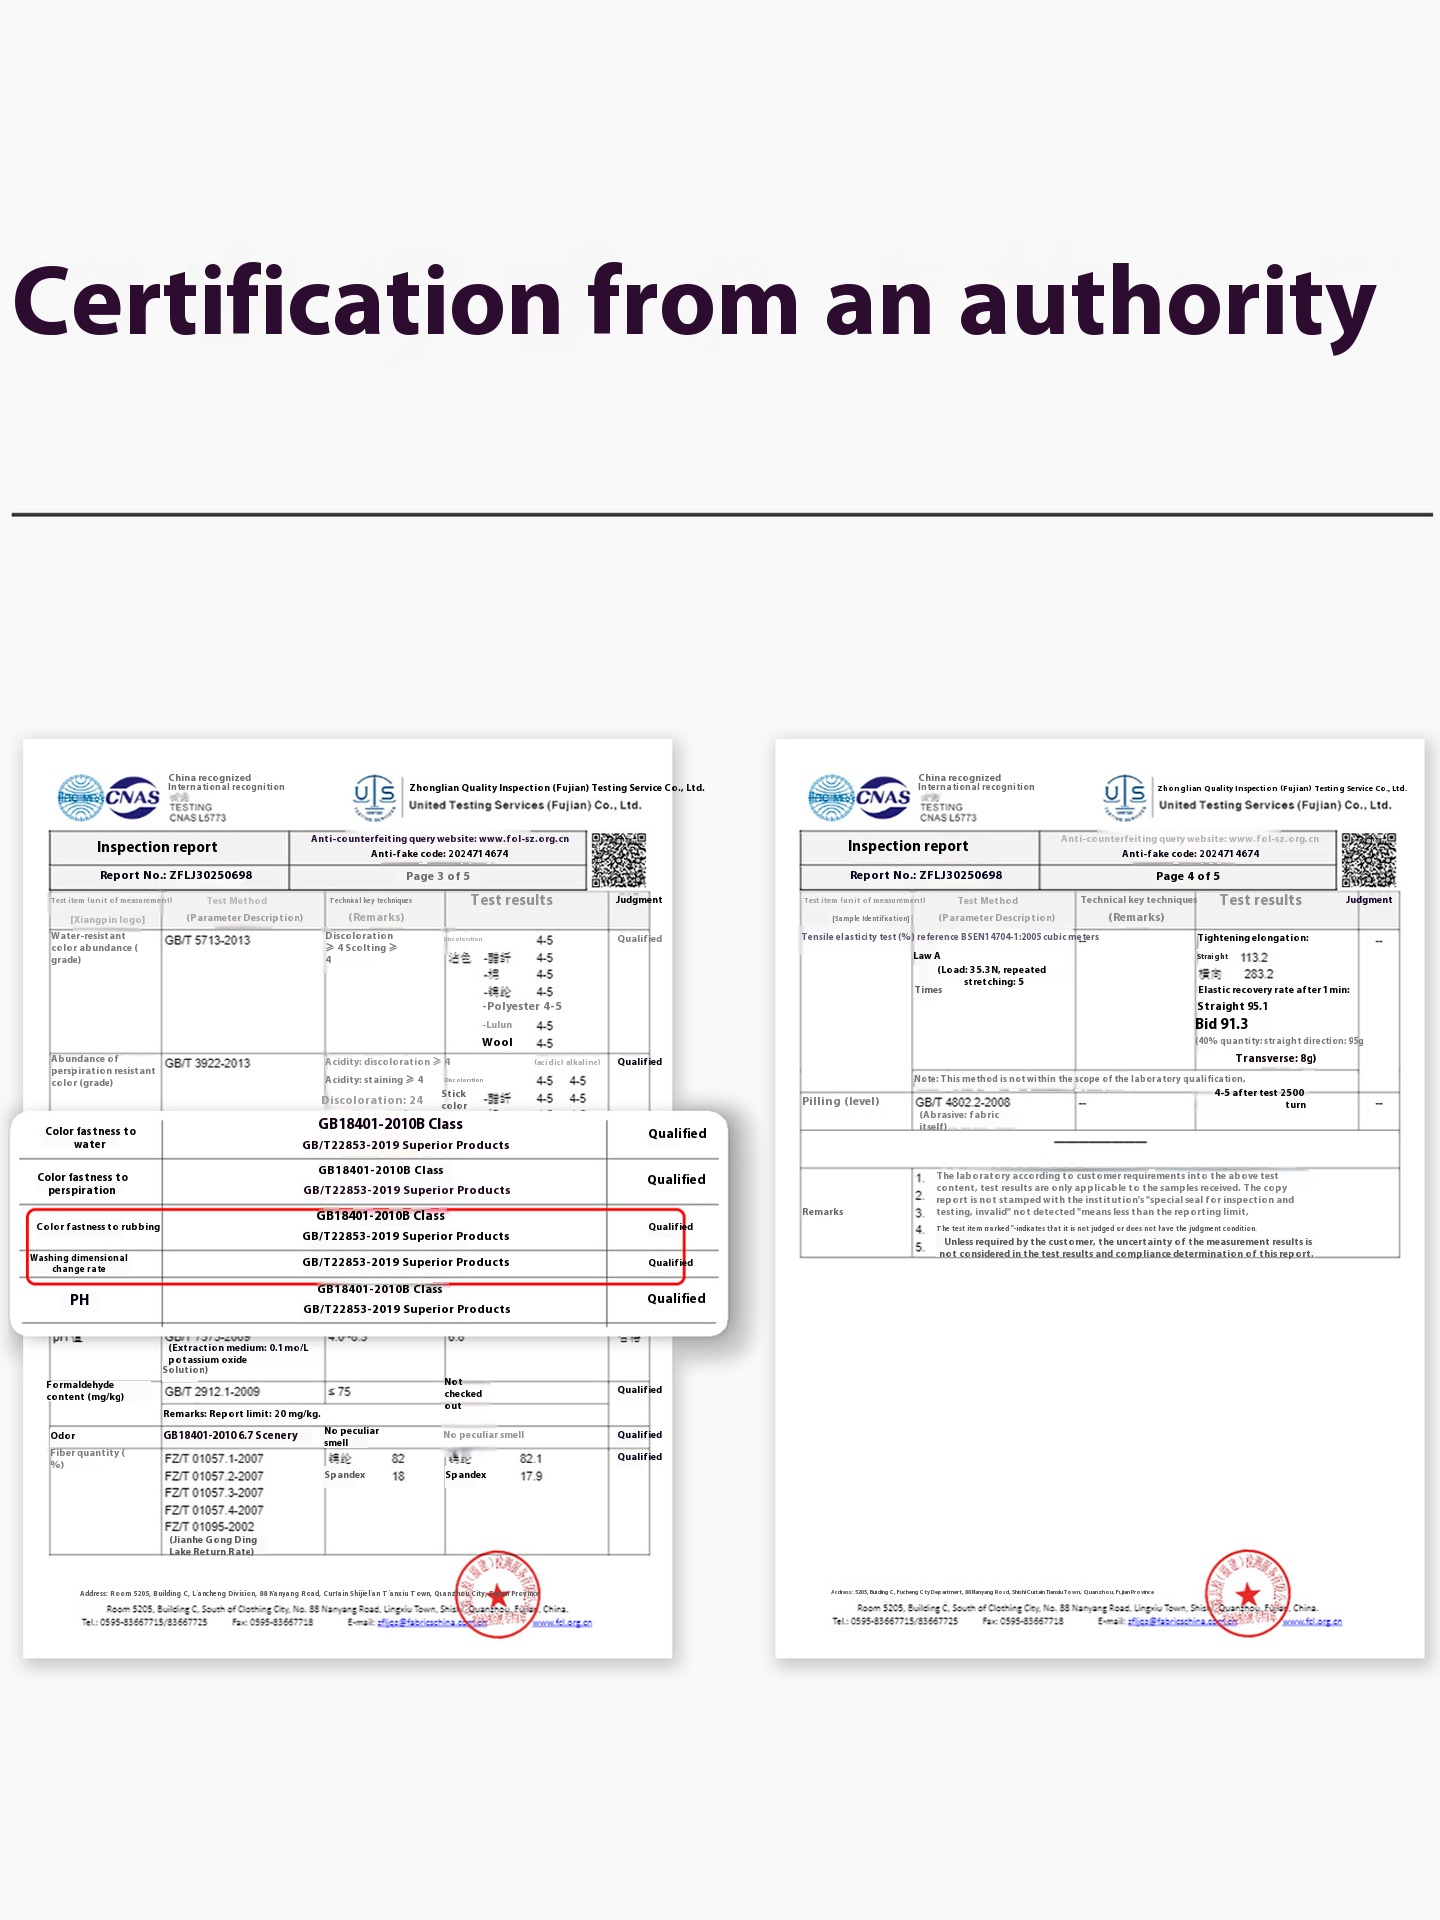 Certification from an authority
CNAS
China recognized
International recognition
TESTING
CNAS L5773
UTS
Zhonglian Quality Inspection (Fujian) Testing Service Co., Ltd.
United Testing Services (Fujian) Co., Ltd.
Inspection report
Anti-counterfeiting query website: www.fol-sz.org.cn
Anti-fake code: 2024714674
Report No.: ZFLJ30250698
Page 3 of 5
Test item (unit of measurement)
[Xiangpin logo]
Test Method
(Parameter Description)
Technical key techniques
(Remarks)
Test results
Judgment
Water-resistant
color abundance (
grade)
GB/T 5713-2013
Discoloration
≥ 4 Scolting ≥
4
Discoloration 4-5
沾色 -醋纤 4-5
-棉 4-5
-锦纶 4-5
-Polyester 4-5
-Lulun 4-5
Wool 4-5
Qualified
Abundance of
perspiration resistant
color (grade)
GB/T 3922-2013
Acidity: discoloration ≥ 4
Acidity: staining ≥ 4
Discoloration: 24
(acidic) alkaline)
Discoloration 4-5 4-5
Stick
color
-醋纤 4-5 4-5
Qualified
Color fastness to
water
GB18401-2010B Class
GB/T22853-2019 Superior Products
Qualified
Color fastness to
perspiration
GB18401-2010B Class
GB/T22853-2019 Superior Products
Qualified
Color fastness to rubbing
GB18401-2010B Class
GB/T22853-2019 Superior Products
Qualified
Washing dimensional
change rate
GB/T22853-2019 Superior Products
Qualified
PH
GB18401-2010B Class
GB/T22853-2019 Superior Products
Qualified
pH 值
GB/T 7573-2009
4.0~8.5
6.6
合格
(Extraction medium: 0.1mo/L
potassium oxide
Solution)
Formaldehyde
content (mg/kg)
GB/T 2912.1-2009
≤ 75
Not
checked
out
Qualified
Remarks: Report limit: 20 mg/kg.
Odor
GB18401-2010 6.7 Scenery
No peculiar
smell
No peculiar smell
Qualified
Fiber quantity (
%)
FZ/T 01057.1-2007
FZ/T 01057.2-2007
FZ/T 01057.3-2007
FZ/T 01057.4-2007
FZ/T 01095-2002
(Jianhe Gong Ding
Lake Return Rate)
锦纶 82
Spandex 18
锦纶 82.1
Spandex 17.9
Qualified
Address: Room 5205, Building C, Lancheng Division, 88 Nanyang Road, Curtain Shijielan Tanxiu Town, Quanzhou City, Fujian Province
Room 5205, Building C, South of Clothing City, No. 88 Nanyang Road, Lingxiu Town, Shishi, Quanzhou, Fujian, China.
Tel.: 0595-83667715/83667725 Fax: 0595-83667718 E-mail: zfljqz@fabricschina.com.cn www.fcl.org.cn
CNAS
China recognized
International recognition
TESTING
CNAS L5773
UTS
Zhonglian Quality Inspection (Fujian) Testing Service Co., Ltd.
United Testing Services (Fujian) Co., Ltd.
Inspection report
Anti-counterfeiting query website: www.fol-sz.org.cn
Anti-fake code: 2024714674
Report No.: ZFLJ30250698
Page 4 of 5
Test item (unit of measurement)
[Sample Identification]
Test Method
(Parameter Description)
Technical key techniques
(Remarks)
Test results
Judgment
Tensile elasticity test (%) reference BSEN14704-1:2005 cubic meters
Law A
(Load: 35.3N, repeated
stretching: 5
Times
--
Tightening elongation:
Straight 113.2
横向 283.2
Elastic recovery rate after 1 min:
Straight 95.1
Bid 91.3
(40% quantity: straight direction: 95g
Transverse: 8g)
--
Note: This method is not within the scope of the laboratory qualification,
Pilling (level)
GB/T 4802.2-2008
(Abrasive: fabric
itself)
--
4-5 after test 2500
turn
--
Remarks
1. The laboratory according to customer requirements into the above test
content, test results are only applicable to the samples received. The copy
2. report is not stamped with the institution's "special seal for inspection and
3. testing, invalid" not detected "means less than the reporting limit,
4. The test item marked "-indicates that it is not judged or does not have the judgment condition.
5. Unless required by the customer, the uncertainty of the measurement results is
not considered in the test results and compliance determination of this report.
Address: 5205, Building C, Fucheng City Department, 88 Nanyang Road, Shishi Curtain Tianxiu Town, Quanzhou, Fujian Province
Room 5205, Building C, South of Clothing City, No. 88 Nanyang Road, Lingxiu Town, Shishi, Quanzhou, Fujian, China.
Tel.: 0595-83667715/83667725 Fax: 0595-83667718 E-mail: zfljqz@fabricschina.com.cn www.fcl.org.cn